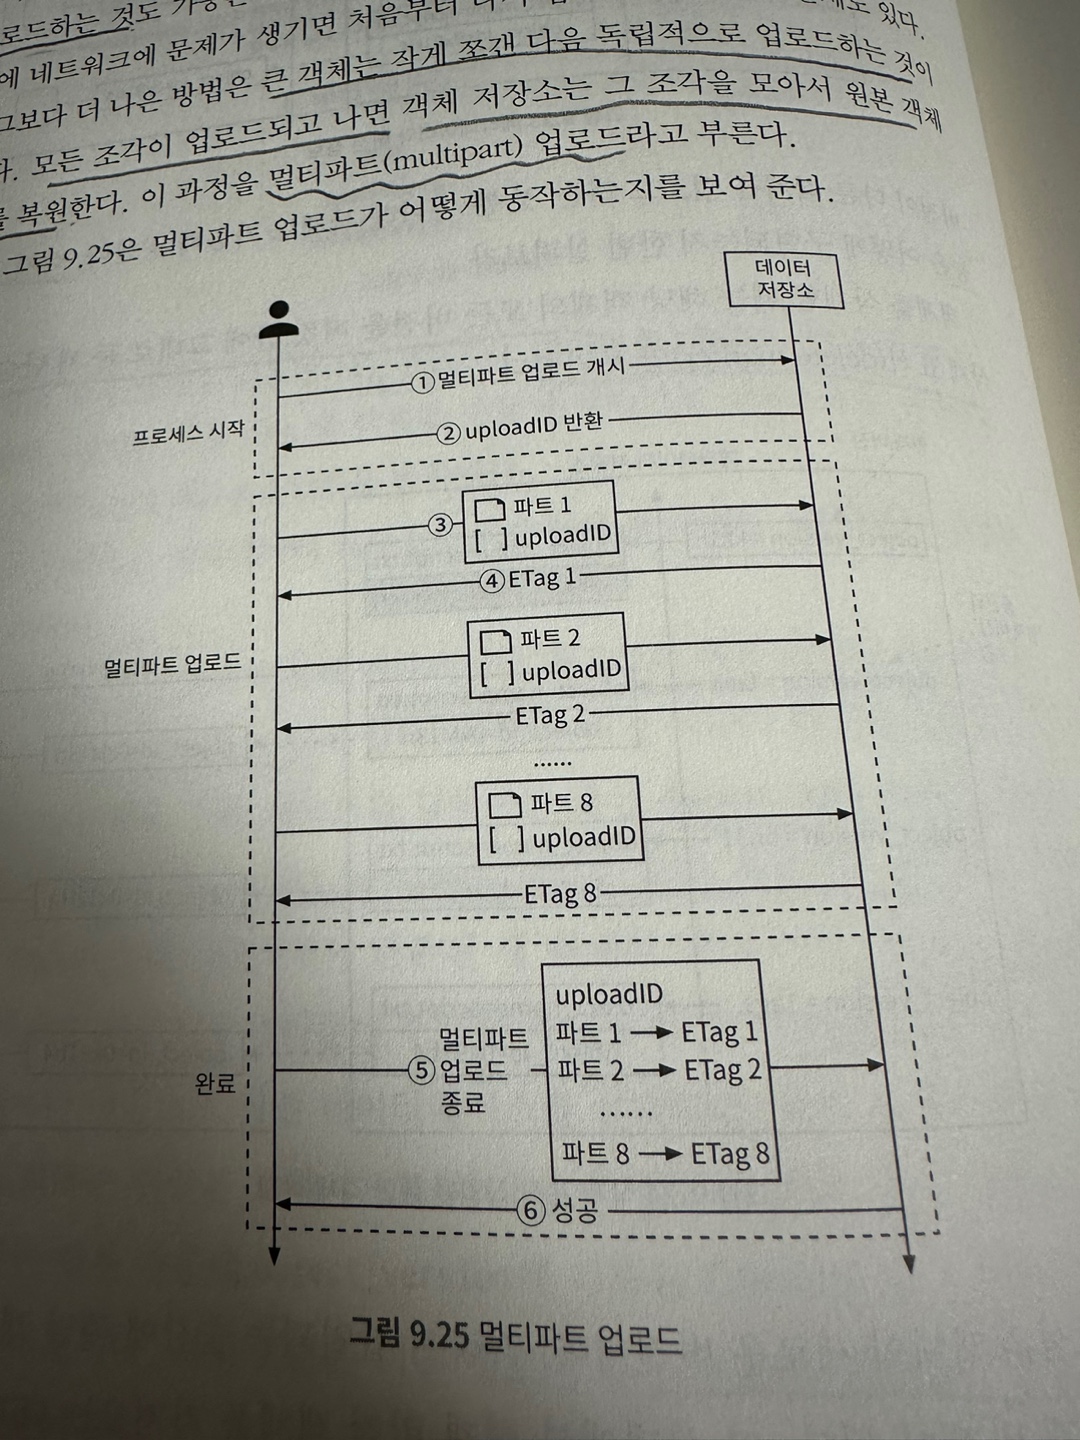 로드하는 것도
도 있다.
에 네트워크에 문제가 생기면 처음부터
그보다 더 나은 방법은 큰 객체는 작게 쪼갠 다음 독립적으로 업로드하는 것이
다. 모든 조각이 업로드되고 나면 객체 저장소는 그 조각을 모아서 원본 객체
를 복원한다. 이 과정을 멀티파트(multipart) 업로드라고 부른다.
그림 9.25은 멀티파트 업로드가 어떻게 동작하는지를 보여 준다.
데이터
저장소
프로세스 시작
① 멀티파트 업로드 개시
② uploadID 반환
멀티파트 업로드
③
파트 1
[ ] uploadID
④ ETag 1
파트 2
[ ] uploadID
ETag 2
......
파트 8
[ ] uploadID
ETag 8
완료
⑤ 멀티파트
업로드
종료
uploadID
파트 1 → ETag 1
파트 2 → ETag 2
......
파트 8 → ETag 8
⑥ 성공
그림 9.25 멀티파트 업로드